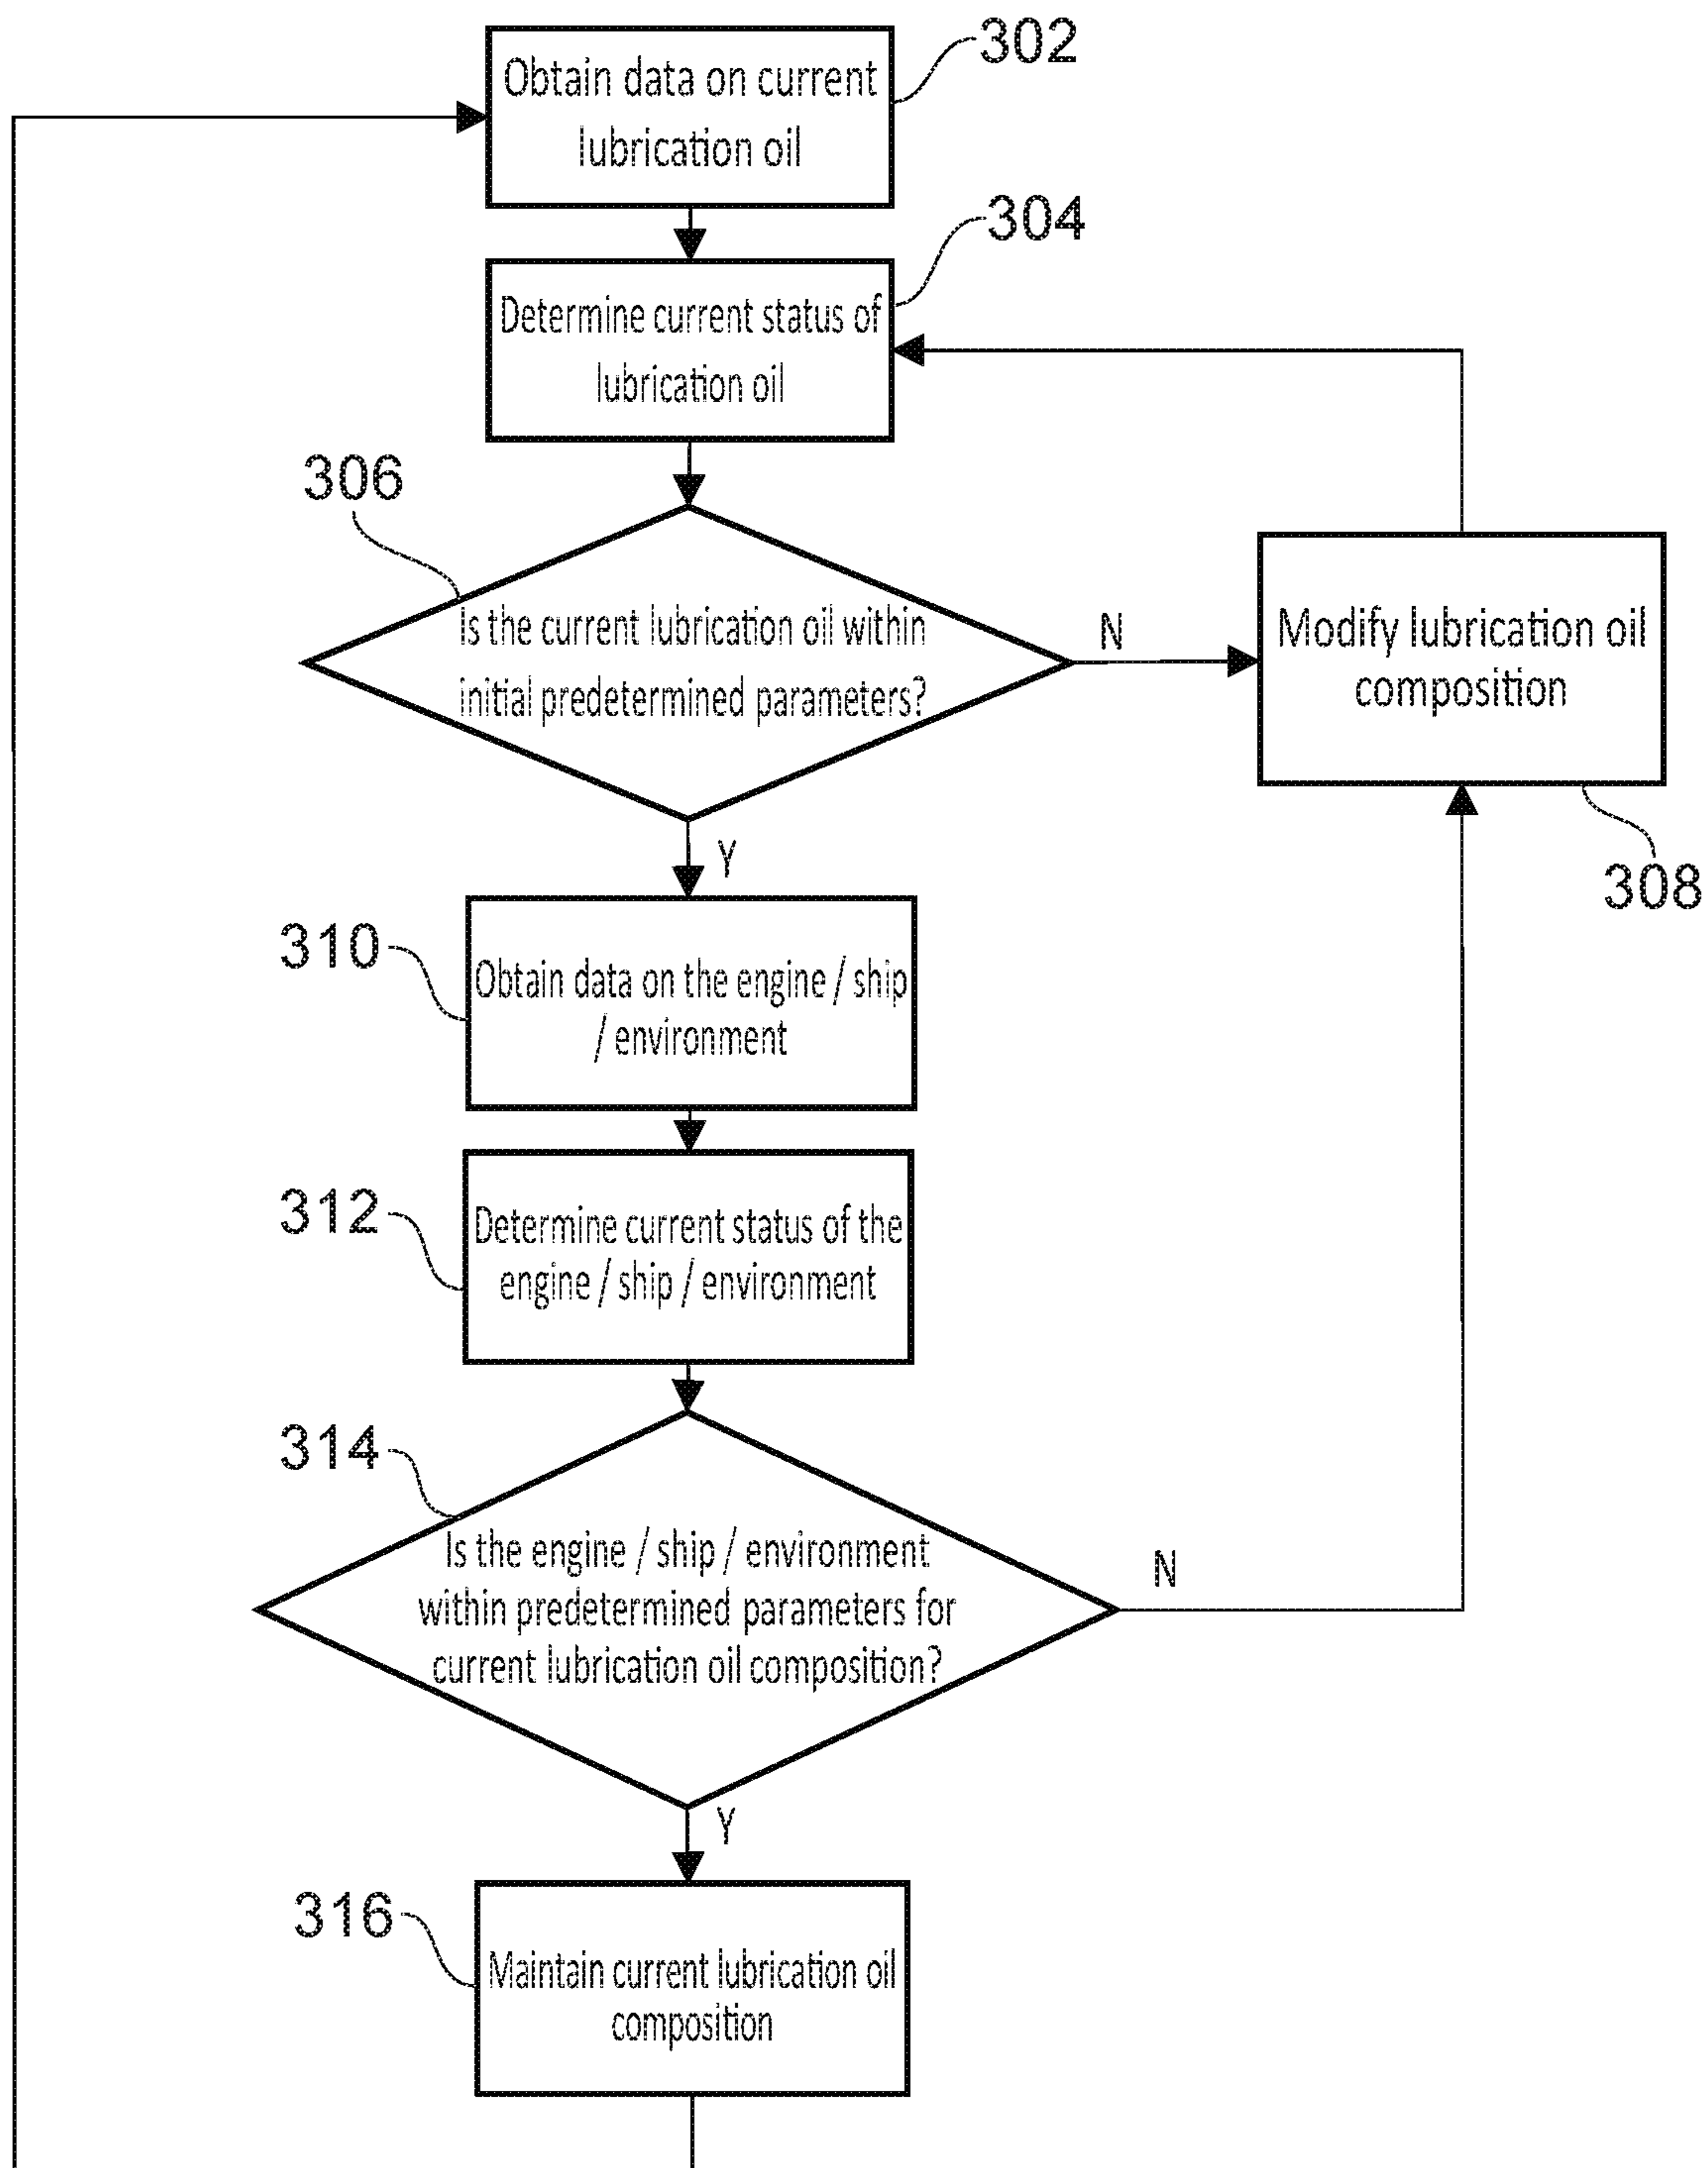 302
Obtain data on current
lubrication oil
304
Determine current status of
lubrication oil
306
Is the current lubrication oil within
initial predetermined parameters?
N
Modify lubrication oil
composition
308
Y
310
Obtain data on the engine / ship
/ environment
312
Determine current status of the
engine / ship / environment
314
Is the engine / ship / environment
within predetermined parameters for
current lubrication oil composition?
N
Y
316
Maintain current lubrication oil
composition